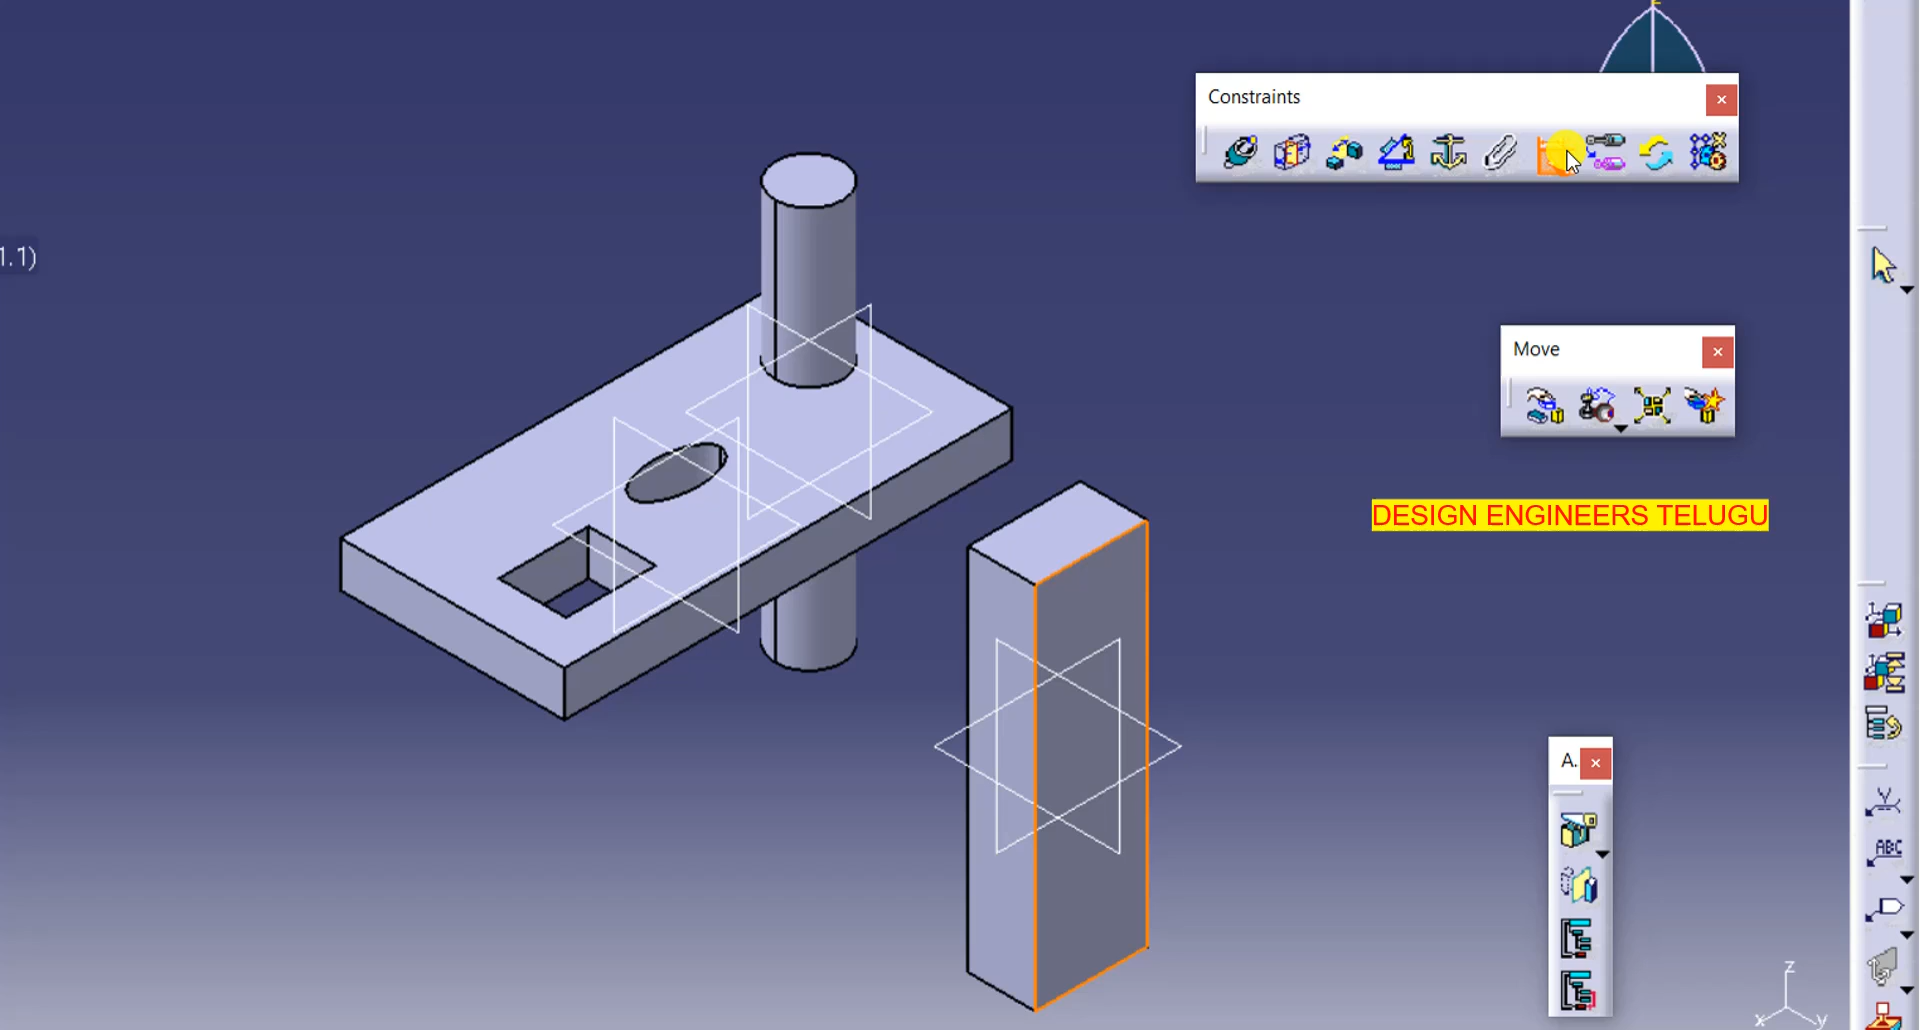 Constraints
1.1)
Move
DESIGN ENGINEERS TELUGU
A.
ABC
z
x
y